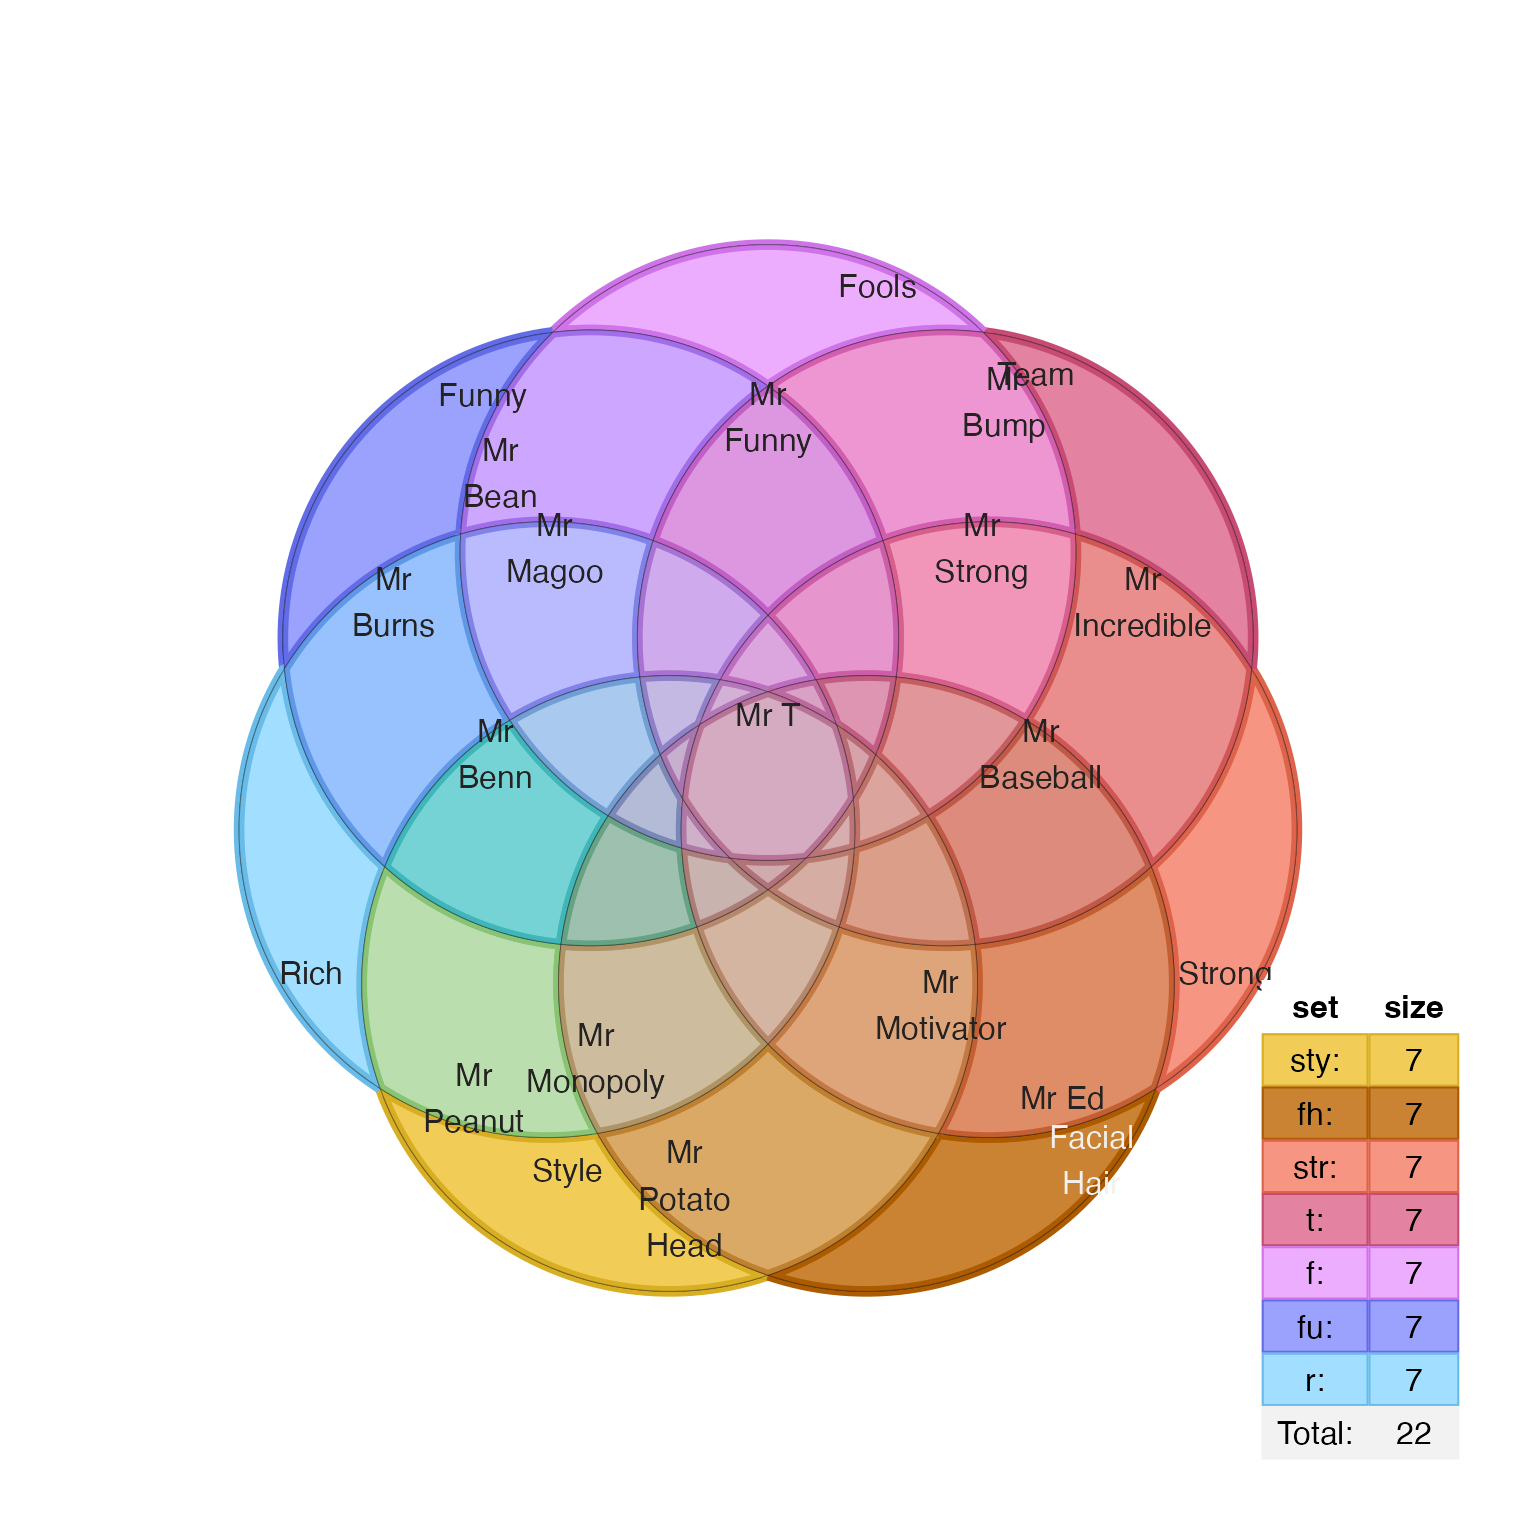 Fools
Team
Mr
Bump
Funny
Mr
Funny
Mr
Bean
Mr
Magoo
Mr
Strong
Mr
Burns
Mr
Incredible
Mr T
Mr
Benn
Mr
Baseball
Rich
Strong
Mr
Motivator
Mr
Monopoly
Mr
Peanut
Mr Ed
Facial
Hair
Style
Mr
Potato
Head
set size
sty: 7
fh: 7
str: 7
t: 7
f: 7
fu: 7
r: 7
Total: 22